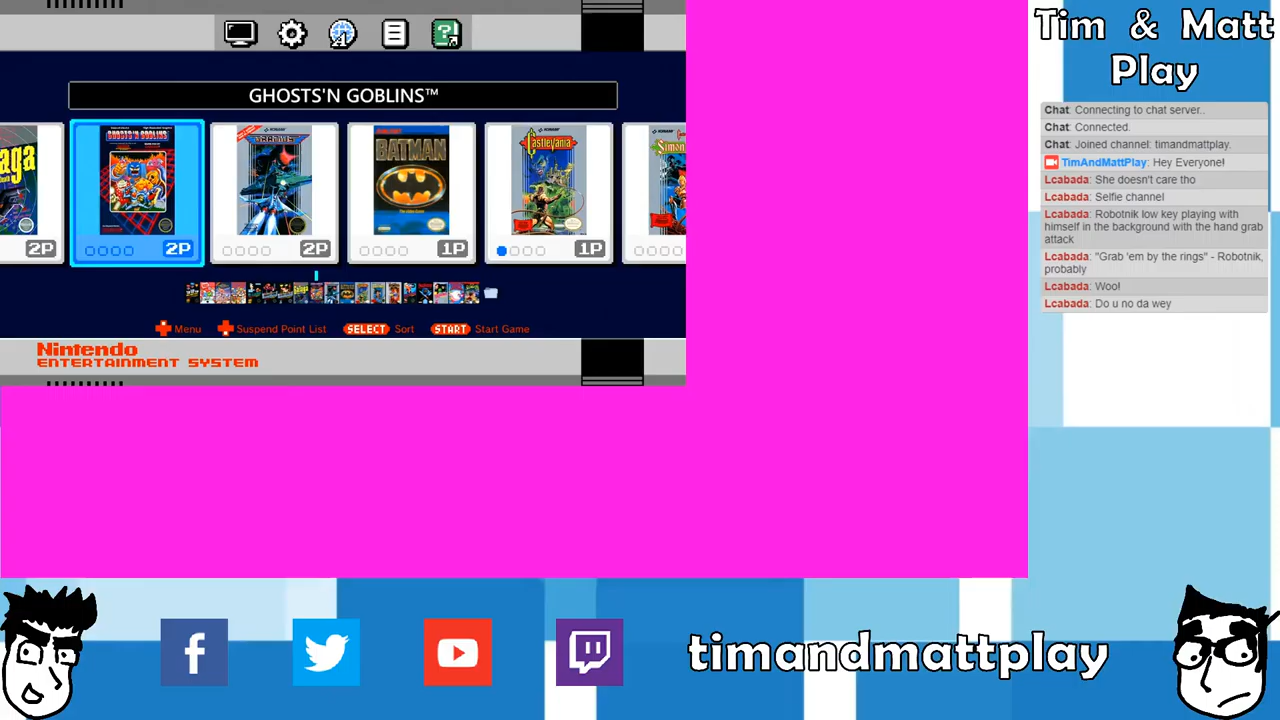 GHOSTS'N GOBLINS™
GHOSTS'N GOBLINS
BATMAN
Castlevania
Simon
2P
2P
2P
1P
1P
Menu
Suspend Point List
SELECT Sort
START Start Game
Nintendo
ENTERTAINMENT SYSTEM
Tim & Matt
Play
Chat: Connecting to chat server..
Chat: Connected.
Chat: Joined channel: timandmattplay.
TimAndMattPlay: Hey Everyone!
Lcabada: She doesn't care tho
Lcabada: Selfie channel
Lcabada: Robotnik low key playing with
himself in the background with the hand grab
attack
Lcabada: "Grab 'em by the rings" - Robotnik,
probably
Lcabada: Woo!
Lcabada: Do u no da wey
timandmattplay